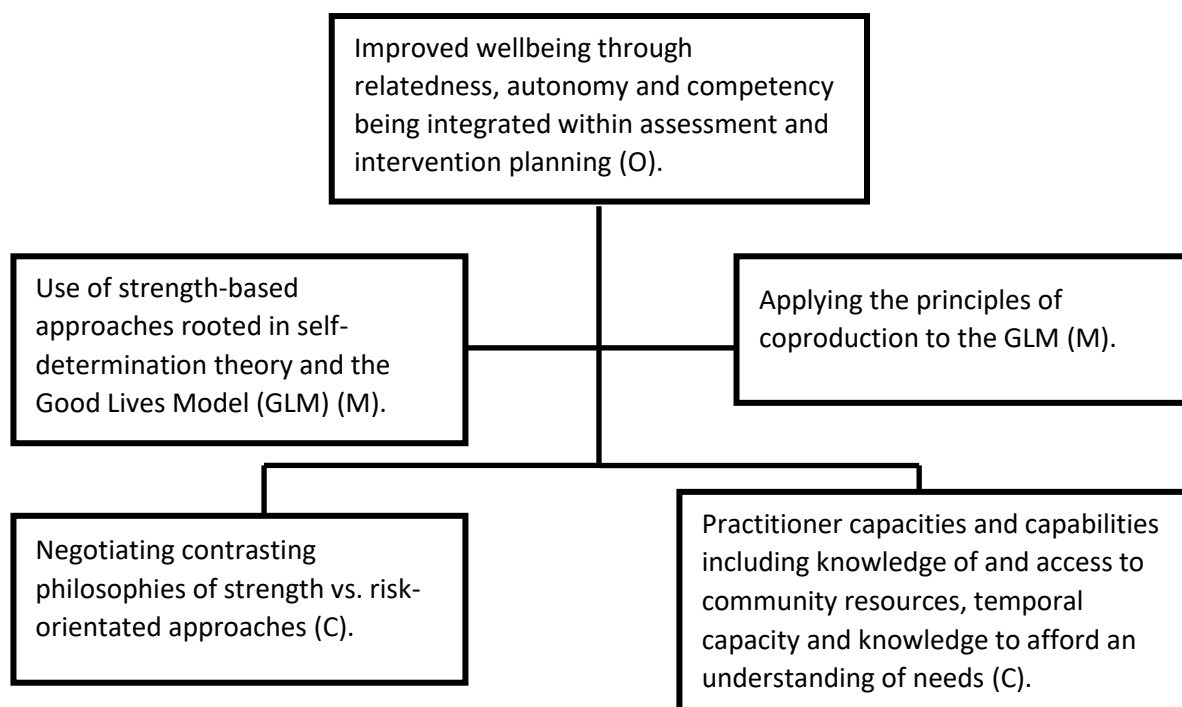 Improved wellbeing through
relatedness, autonomy and competency
being integrated within assessment and
intervention planning (O).
Use of strength-based
approaches rooted in self-
determination theory and the
Good Lives Model (GLM) (M).
Applying the principles of
coproduction to the GLM (M).
Negotiating contrasting
philosophies of strength vs. risk-
orientated approaches (C).
Practitioner capacities and capabilities
including knowledge of and access to
community resources, temporal
capacity and knowledge to afford an
understanding of needs (C).